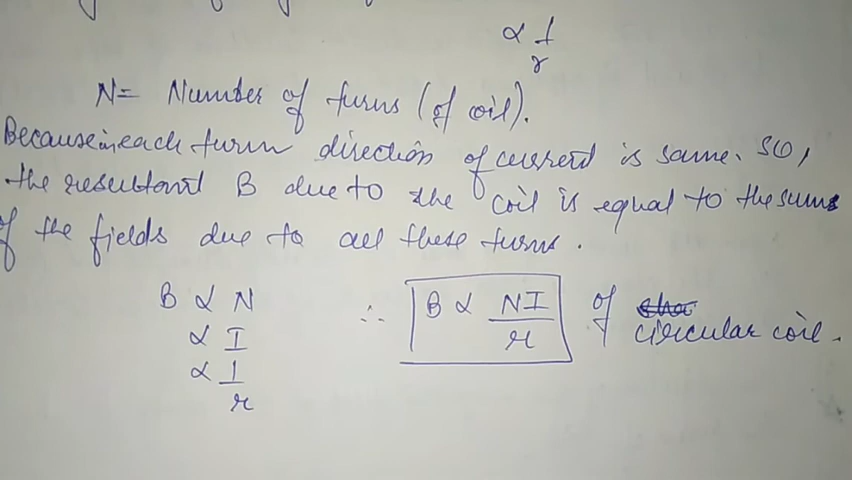 ∝ 1/r
N = Number of turns (of coil).
Because in each turn direction of current is same. so,
the resultant B due to the coil is equal to the sums
of the fields due to all these turns.
B ∝ N
∝ I
∝ 1/r
∴ B ∝ NI/r of circular coil.